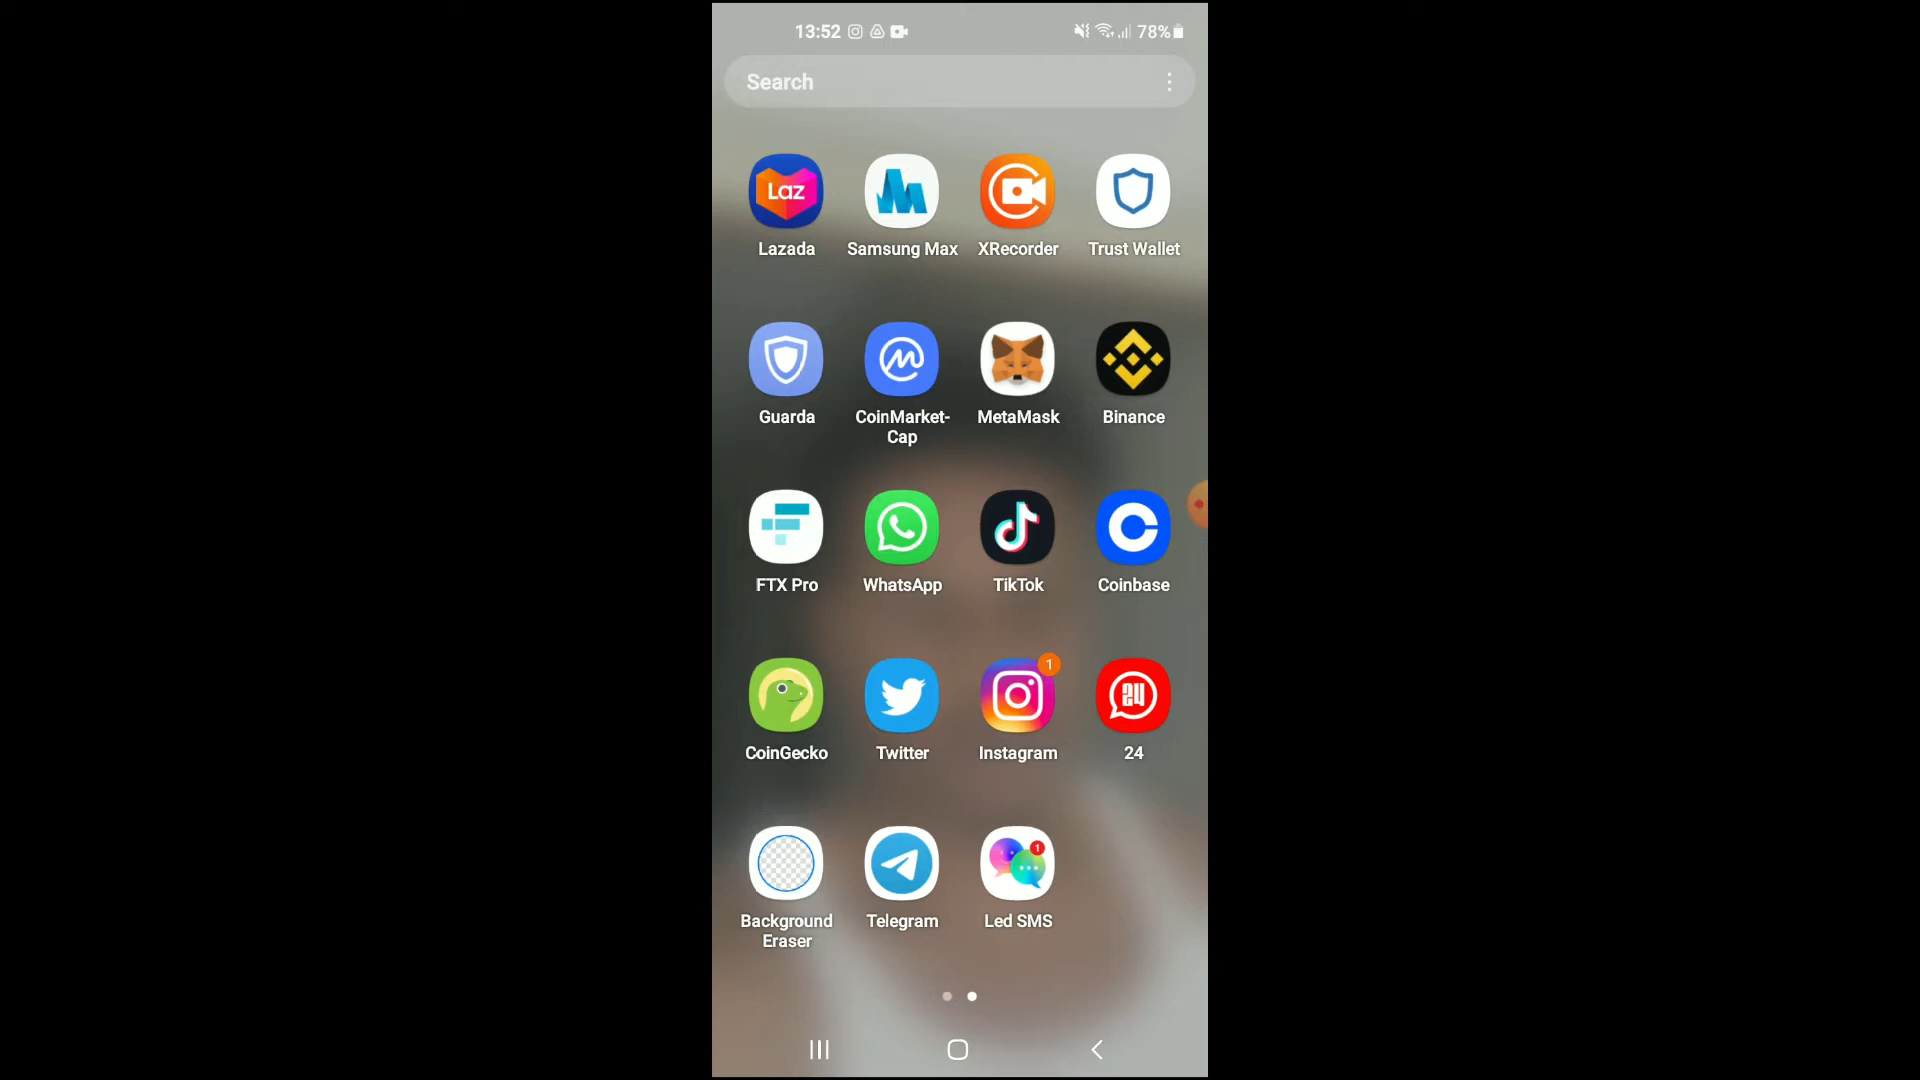 13:52
78%
Search
Laz
Lazada
Samsung Max
XRecorder
Trust Wallet
Guarda
CoinMarket-
Cap
MetaMask
Binance
FTX Pro
WhatsApp
TikTok
Coinbase
1
24
CoinGecko
Twitter
Instagram
24
1
Background
Eraser
Telegram
Led SMS